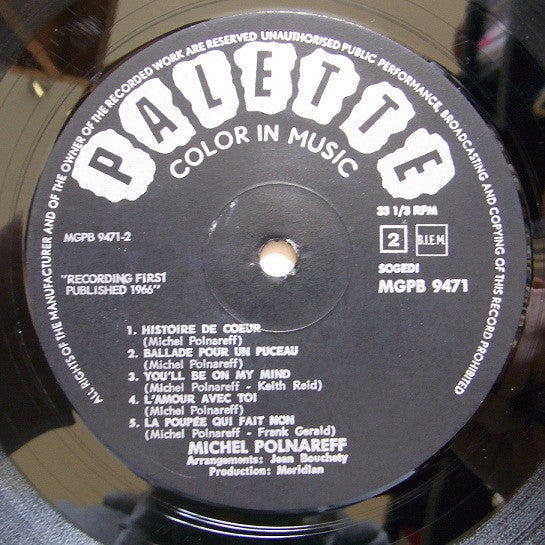 ALL RIGHTS OF THE MANUFACTURER AND OF THE OWNER OF THE RECORDED WORK ARE RESERVED UNAUTHORISED PUBLIC PERFORMANCE, BROADCASTING AND COPYING OF THIS RECORD PROHIBITED
PALETTE
COLOR IN MUSIC
33 1/3 RPM
MGPB 9471-2
2 B.I.E.M.
SOGEDI
MGPB 9471
"RECORDING FIRST
PUBLISHED 1966"
1. HISTOIRE DE COEUR
(Michel Polnareff)
2. BALLADE POUR UN PUCEAU
(Michel Polnareff)
3. YOU'LL BE ON MY MIND
(Michel Polnareff - Keith Reid)
4. L'AMOUR AVEC TOI
(Michel Polnareff)
5. LA POUPÉE QUI FAIT NON
(Michel Polnareff - Frank Gerald)
MICHEL POLNAREFF
Arrangements: Jean Bouchety
Production: Meridian